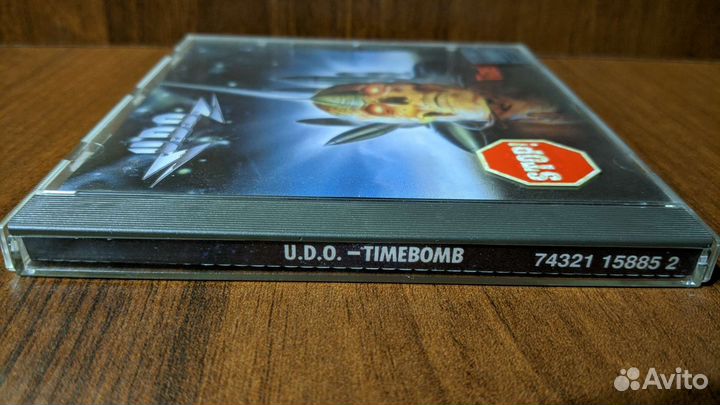 U.D.O.
STOP!
U.D.O. – TIMEBOMB 74321 15885 2
Avito